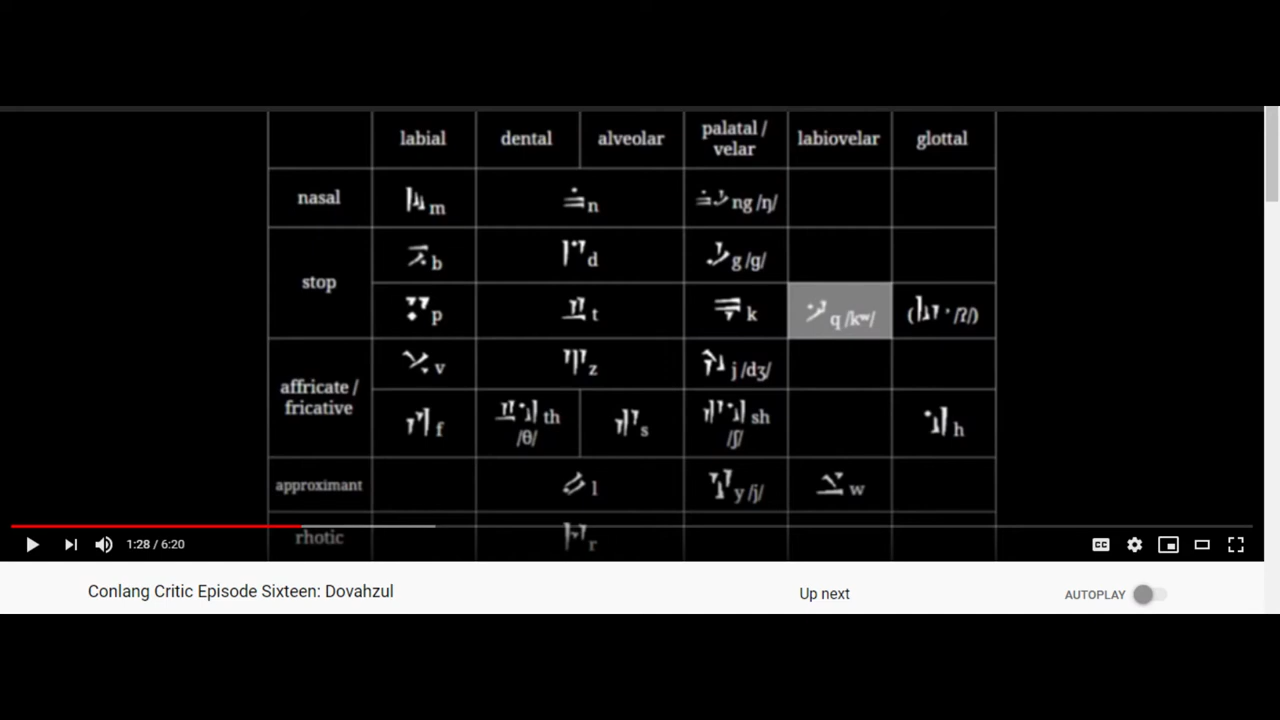 labial dental alveolar palatal / velar labiovelar glottal
nasal m n ng /ŋ/
stop b d g /g/
p t k q /kʷ/ ( /ʔ/)
affricate / fricative v z j /dʒ/
f th /θ/ s sh /ʃ/ h
approximant l y /j/ w
rhotic r
1:28 / 6:20
CC
Conlang Critic Episode Sixteen: Dovahzul
Up next
AUTOPLAY